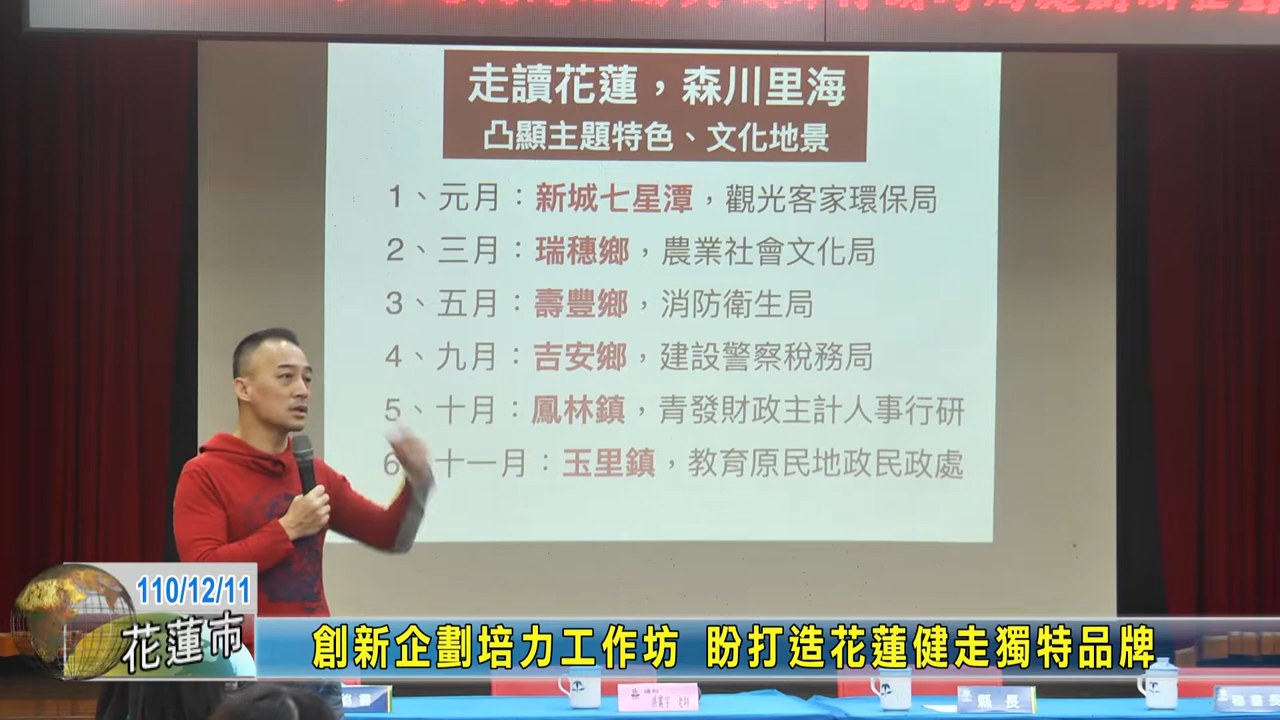 走讀花蓮，森川里海
凸顯主題特色、文化地景
1、元月：新城七星潭，觀光客家環保局
2、三月：瑞穗鄉，農業社會文化局
3、五月：壽豐鄉，消防衛生局
4、九月：吉安鄉，建設警察稅務局
5、十月：鳳林鎮，青發財政主計人事行研
6、十一月：玉里鎮，教育原民地政民政處
110/12/11
花蓮市
創新企劃培力工作坊 盼打造花蓮健走獨特品牌
縣長